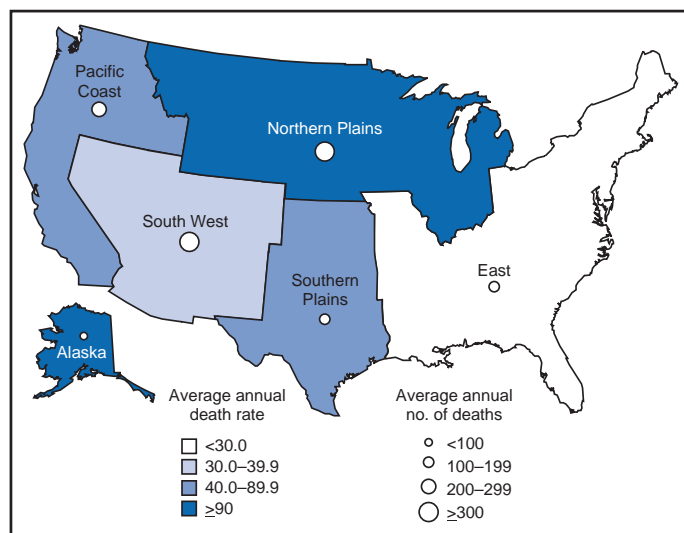 Pacific
Coast
Northern Plains
South West
East
Southern
Plains
Alaska
Average annual
death rate
<30.0
30.0–39.9
40.0–89.9
≥90
Average annual
no. of deaths
<100
100–199
200–299
≥300